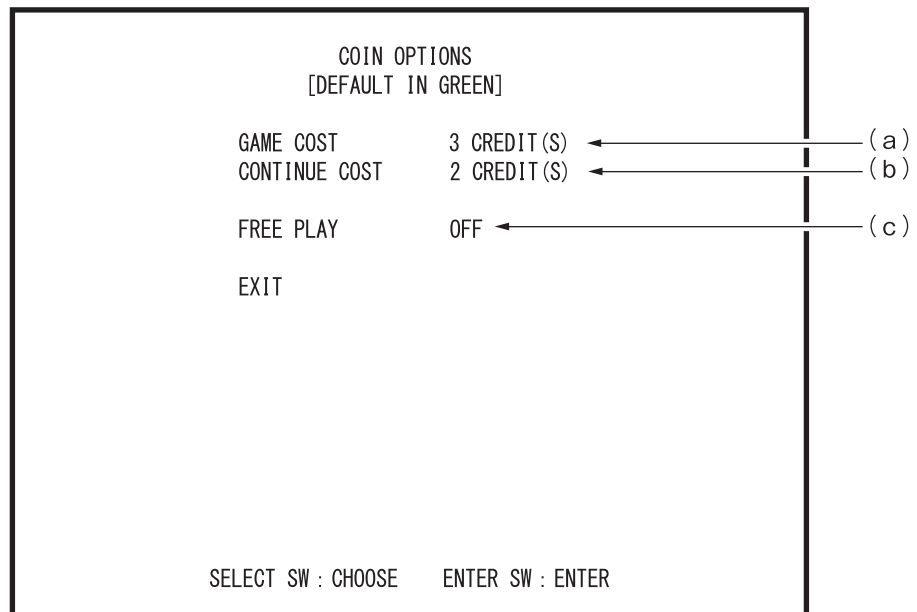 COIN OPTIONS
[DEFAULT IN GREEN]
GAME COST 3 CREDIT(S) (a)
CONTINUE COST 2 CREDIT(S) (b)
FREE PLAY OFF (c)
EXIT
SELECT SW : CHOOSE ENTER SW : ENTER